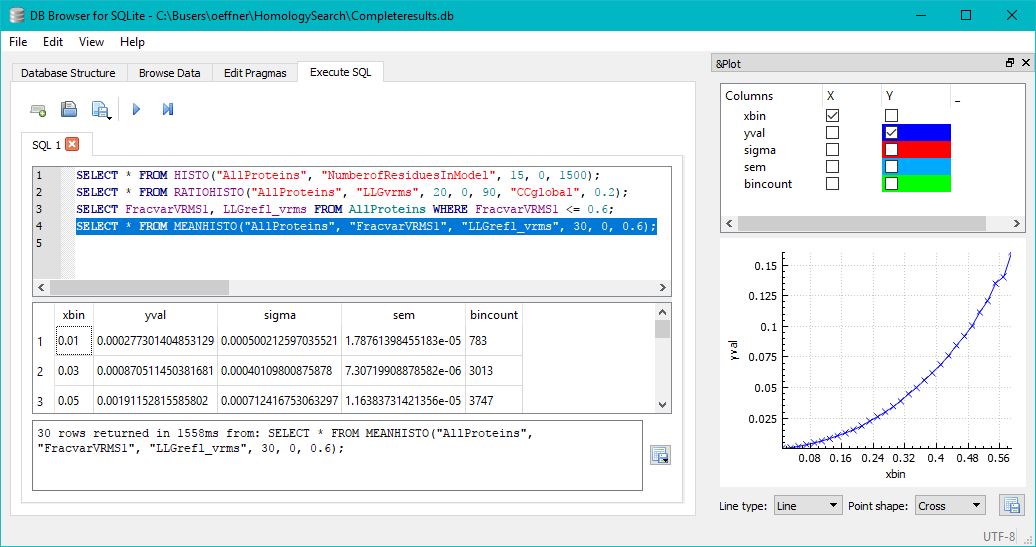 DB Browser for SQLite - C:\Busers\oeffner\HomologySearch\Completeresults.db
File Edit View Help
Database Structure Browse Data Edit Pragmas Execute SQL
SQL 1
1 SELECT * FROM HISTO("AllProteins", "NumberofResiduesInModel", 15, 0, 1500);
2 SELECT * FROM RATIOHISTO("AllProteins", "LLGvrms", 20, 0, 90, "CCglobal", 0.2);
3 SELECT FracvarVRMS1, LLGrefl_vrms FROM AllProteins WHERE FracvarVRMS1 <= 0.6;
4 SELECT * FROM MEANHISTO("AllProteins", "FracvarVRMS1", "LLGrefl_vrms", 30, 0, 0.6);
5
xbin yval sigma sem bincount
1 0.01 0.000277301404853129 0.000500212597035521 1.78761398455183e-05 783
2 0.03 0.000870511450381681 0.00040109800875878 7.30719908878582e-06 3013
3 0.05 0.00191152815585802 0.000712416753063297 1.16383731421356e-05 3747
30 rows returned in 1558ms from: SELECT * FROM MEANHISTO("AllProteins",
"FracvarVRMS1", "LLGrefl_vrms", 30, 0, 0.6);
&Plot
Columns X Y _
xbin
yval
sigma
sem
bincount
0.15
0.125
0.1
0.075
0.05
0.025
yval
0.08 0.16 0.24 0.32 0.4 0.48 0.56
xbin
Line type: Line Point shape: Cross
UTF-8